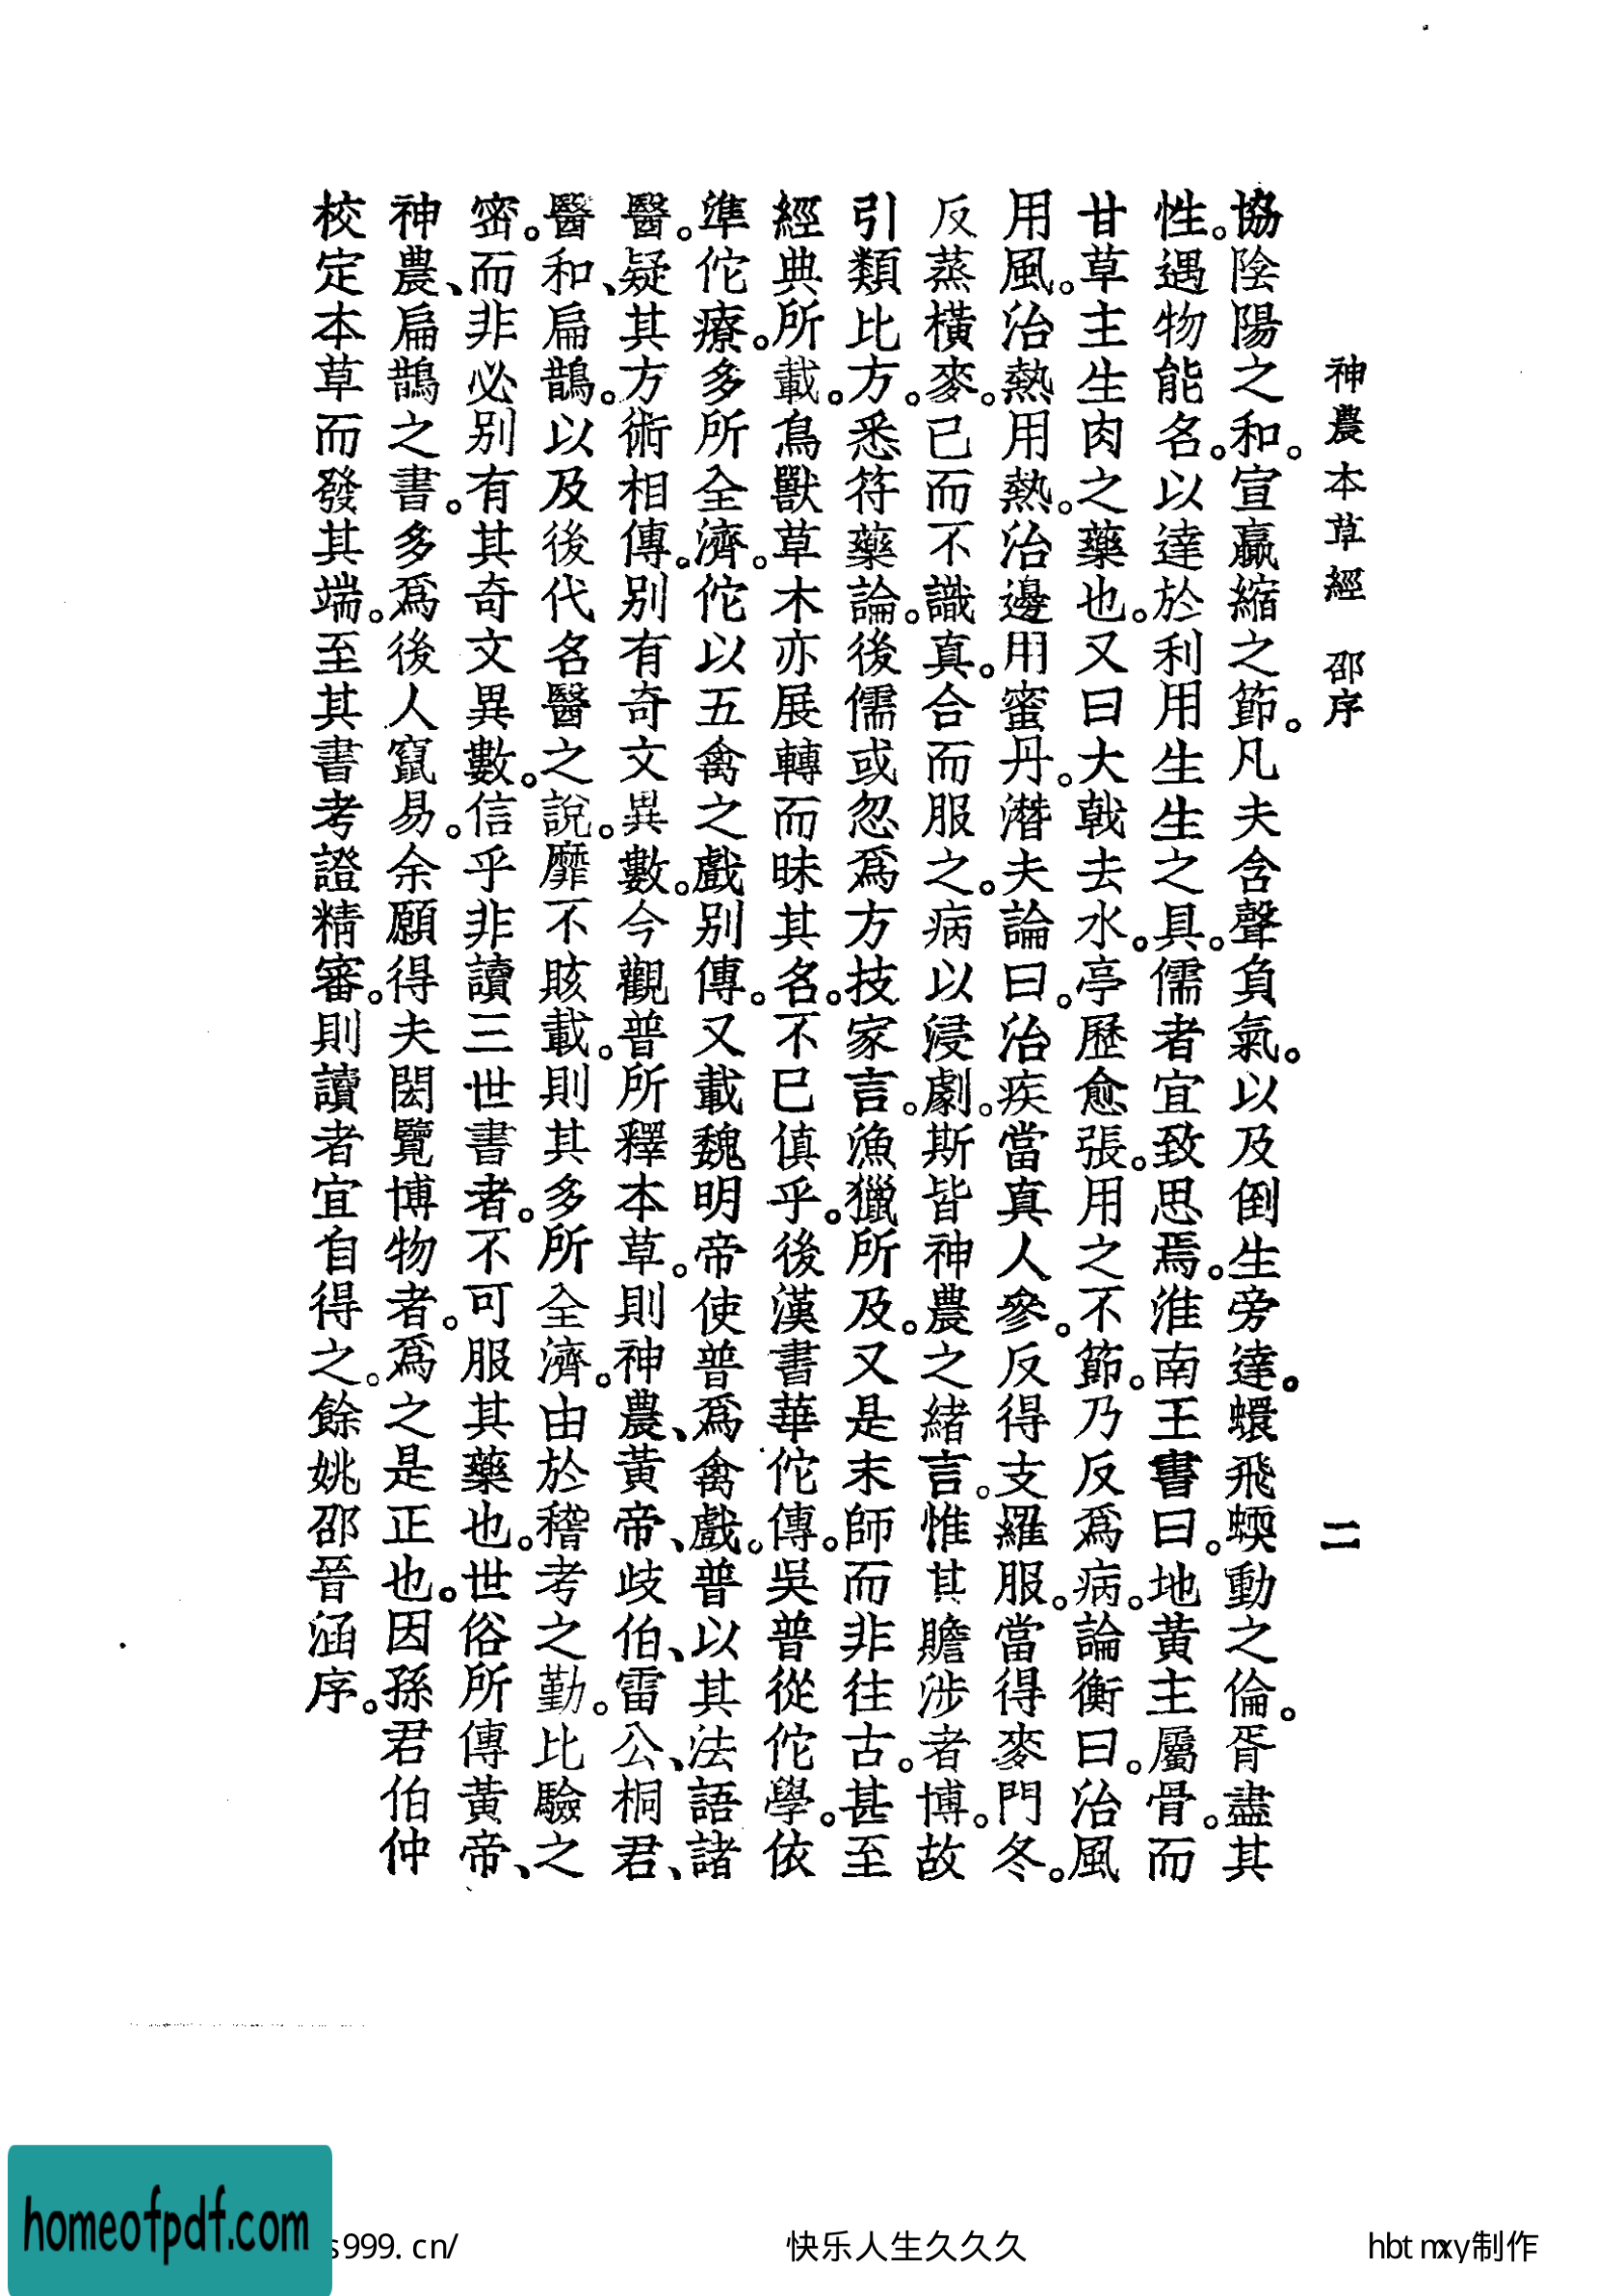 神農本草經　邵序　二
協陰陽之和。宣贏縮之節。凡夫含聲負氣。以及倒生旁達。蠉飛蝡動之倫。胥盡其
性。遇物能名。以達於利用生生之具。儒者宜致思焉。淮南王書曰。地黃主屬骨。而
甘草主生肉之藥也。又曰大戟去水。亭歷愈張。用之不節。乃反爲病。論衡曰。治風
用風。治熱用熱。治邊用蜜丹。潛夫論曰。治疾當真人參。反得支羅服。當得麥門冬。
反蒸橫麥。已而不識真。合而服之。病以浸劇。斯皆神農之緒言。惟其贍涉者博。故
引類比方。悉符藥論。後儒或忽爲方技家言。漁獵所及。又是末師而非往古。甚至
經典所載。鳥獸草木亦展轉而昧其名。不已傎乎。後漢書華佗傳。吳普從佗學。依
準佗療。多所全濟。佗以五禽之戲别傳。又載魏明帝使普爲禽戲。普以其法語諸
醫。疑其方術相傳。别有奇文異數。今觀普所釋本草。則神農、黃帝、歧伯、雷公、桐君、
醫和、扁鵲。以及後代名醫之說。靡不賅載。則其多所全濟。由於稽考之勤。比驗之
密。而非必别有其奇文異數。信乎非讀三世書者。不可服其藥也。世俗所傳黃帝、
神農、扁鵲之書。多爲後人竄易。余願得夫閎覽博物者。爲之是正也。因孫君伯仲
校定本草而發其端。至其書考證精審。則讀者宜自得之。餘姚邵晉涵序。
homeofpdf.com
s999.cn/
快乐人生久久久
hbtmxy制作